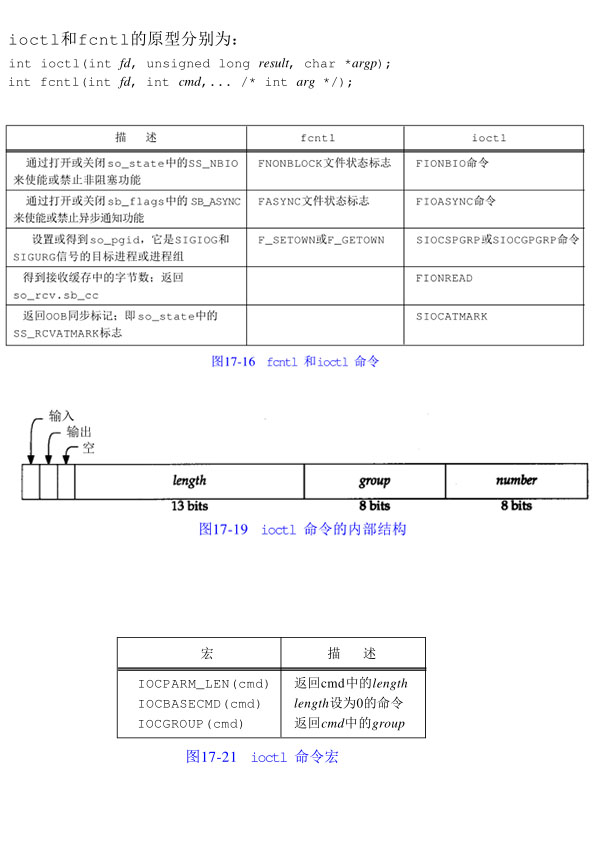 ioctl和fcntl的原型分别为:
int ioctl(int fd, unsigned long result, char *argp);
int fcntl(int fd, int cmd,... /* int arg */);
描 述 fcntl ioctl
通过打开或关闭so_state中的SS_NBIO FNONBLOCK文件状态标志 FIONBIO命令
来使能或禁止非阻塞功能
通过打开或关闭sb_flags中的 SB_ASYNC FASYNC文件状态标志 FIOASYNC命令
来使能或禁止异步通知功能
设置或得到so_pgid，它是SIGIOG和 F_SETOWN或F_GETOWN SIOCSPGRP或SIOCGPGRP命令
SIGURG信号的目标进程或进程组
得到接收缓存中的字节数；返回 FIONREAD
so_rcv.sb_cc
返回OOB同步标记；即so_state中的 SIOCATMARK
SS_RCVATMARK标志
图17-16 fcntl 和ioctl 命令
输入
输出
空
length group number
13 bits 8 bits 8 bits
图17-19 ioctl 命令的内部结构
宏 描 述
IOCPARM_LEN(cmd) 返回cmd中的length
IOCBASECMD(cmd) length设为0的命令
IOCGROUP(cmd) 返回cmd中的group
图17-21 ioctl 命令宏